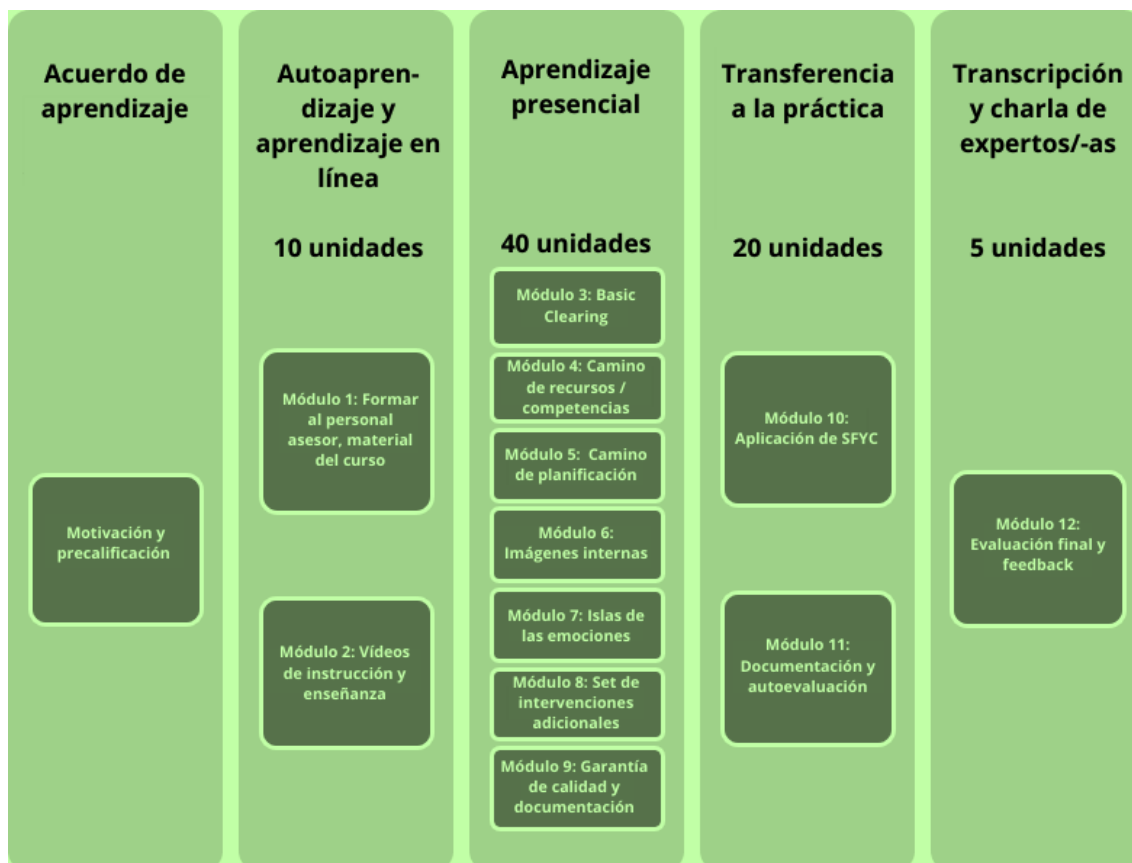 Acuerdo de
aprendizaje
Motivación y
precalificación
Autoapren-
dizaje y
aprendizaje en
línea
10 unidades
Módulo 1: Formar
al personal
asesor, material
del curso
Módulo 2: Vídeos
de instrucción y
enseñanza
Aprendizaje
presencial
40 unidades
Módulo 3: Basic
Clearing
Módulo 4: Camino
de recursos /
competencias
Módulo 5: Camino
de planificación
Módulo 6:
Imágenes internas
Módulo 7: Islas de
las emociones
Módulo 8: Set de
intervenciones
adicionales
Módulo 9: Garantía
de calidad y
documentación
Transferencia
a la práctica
20 unidades
Módulo 10:
Aplicación de SFYC
Módulo 11:
Documentación y
autoevaluación
Transcripción
y charla de
expertos/-as
5 unidades
Módulo 12:
Evaluación final y
feedback